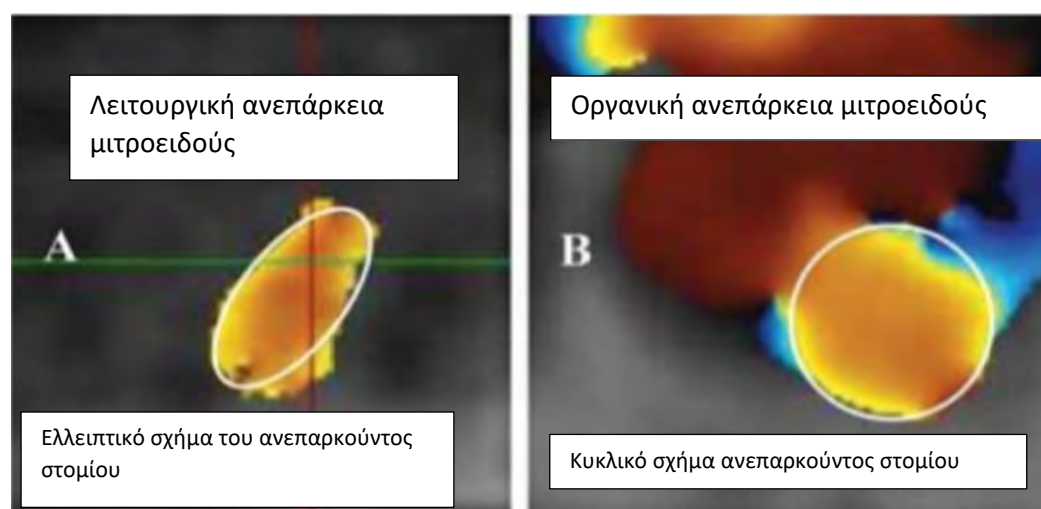 Λειτουργική ανεπάρκεια
μιτροειδούς
Οργανική ανεπάρκεια μιτροειδούς
A
B
Ελλειπτικό σχήμα του ανεπαρκούντος
στομίου
Κυκλικό σχήμα ανεπαρκούντος στομίου